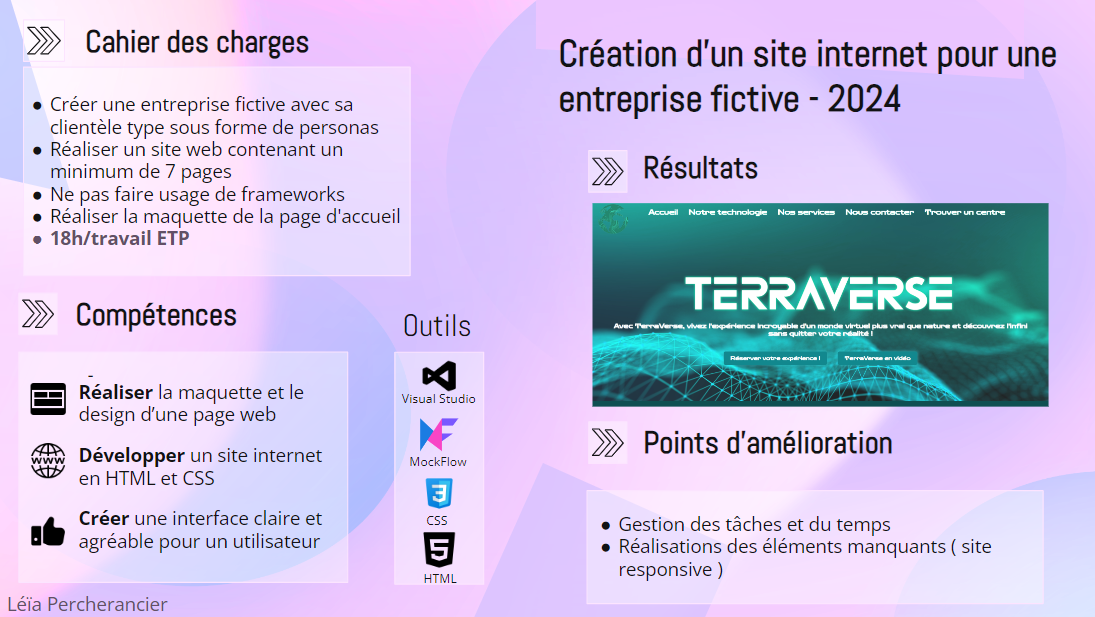 Cahier des charges
● Créer une entreprise fictive avec sa
clientèle type sous forme de personas
● Réaliser un site web contenant un
minimum de 7 pages
● Ne pas faire usage de frameworks
● Réaliser la maquette de la page d'accueil
● 18h/travail ETP
Compétences
-
Réaliser la maquette et le
design d’une page web
www
Développer un site internet
en HTML et CSS
Créer une interface claire et
agréable pour un utilisateur
Outils
Visual Studio
MockFlow
3
CSS
5
HTML
Léïa Percherancier
Création d’un site internet pour une
entreprise fictive - 2024
Résultats
Accueil Notre technologie Nos services Nous contacter Trouver un centre
TERRAVERSE
Avec TerraVerse, vivez l'expérience incroyable d'un monde virtuel plus vrai que nature et découvrez l'infini
sans quitter votre réalité !
Réserver votre expérience ! TerraVerse en vidéo
Points d’amélioration
● Gestion des tâches et du temps
● Réalisations des éléments manquants ( site
responsive )